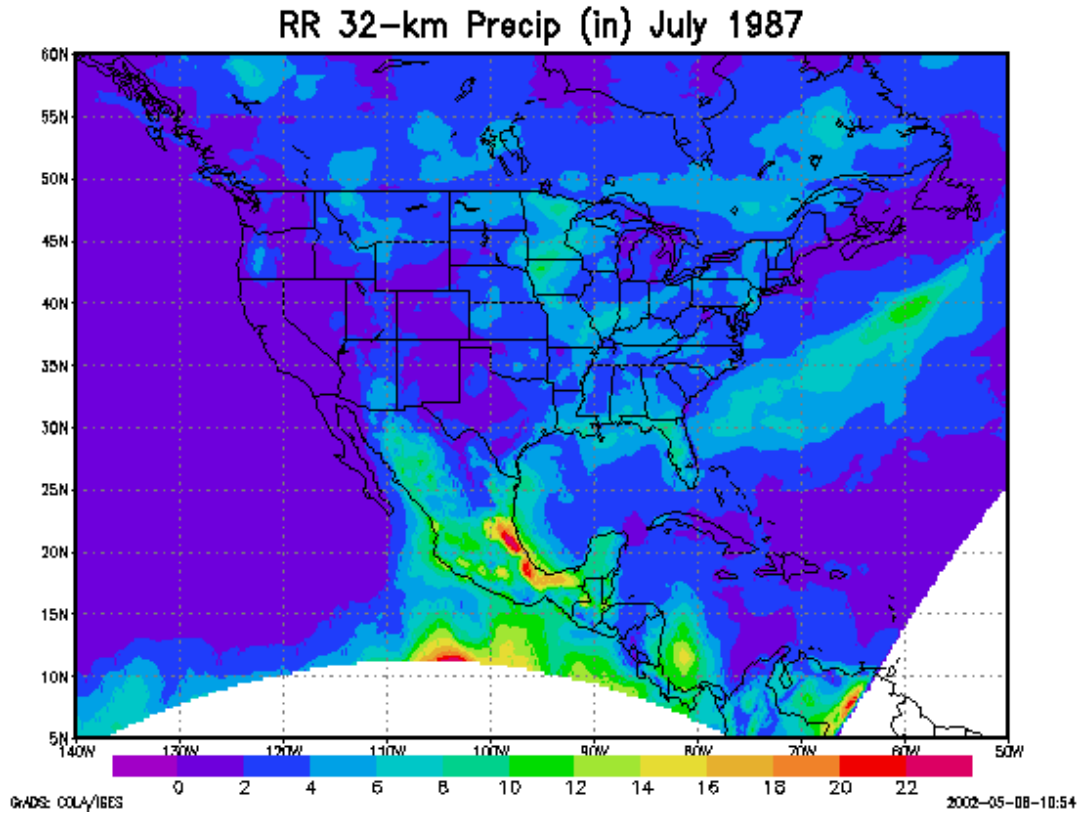 RR 32-km Precip (in) July 1987
60N
55N
50N
45N
40N
35N
30N
25N
20N
15N
10N
5N
140W 130W 120W 110W 100W 90W 80W 70W 60W 50W
0 2 4 6 8 10 12 14 16 18 20 22
GrADS: COLA/IGES 2002-05-08-10:54